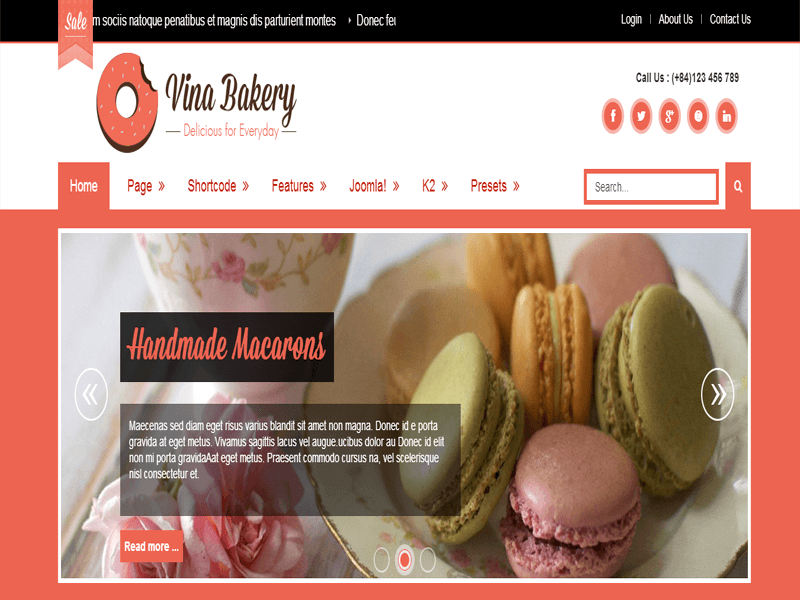 Sale
m sociis natoque penatibus et magnis dis parturient montes
Donec feu
Login | About Us | Contact Us
Call Us : (+84)123 456 789
Vina Bakery
Delicious for Everyday
f g+ in
Home Page » Shortcode » Features » Joomla! » K2 » Presets »
Search...
Handmade Macarons
Maecenas sed diam eget risus varius blandit sit amet non magna. Donec id e porta
gravida at eget metus. Vivamus sagittis lacus vel augue.ucibus dolor au Donec id elit
non mi porta gravidaAat eget metus. Praesent commodo cursus na, vel scelerisque
nisl consectetur et.
« »
Read more ...